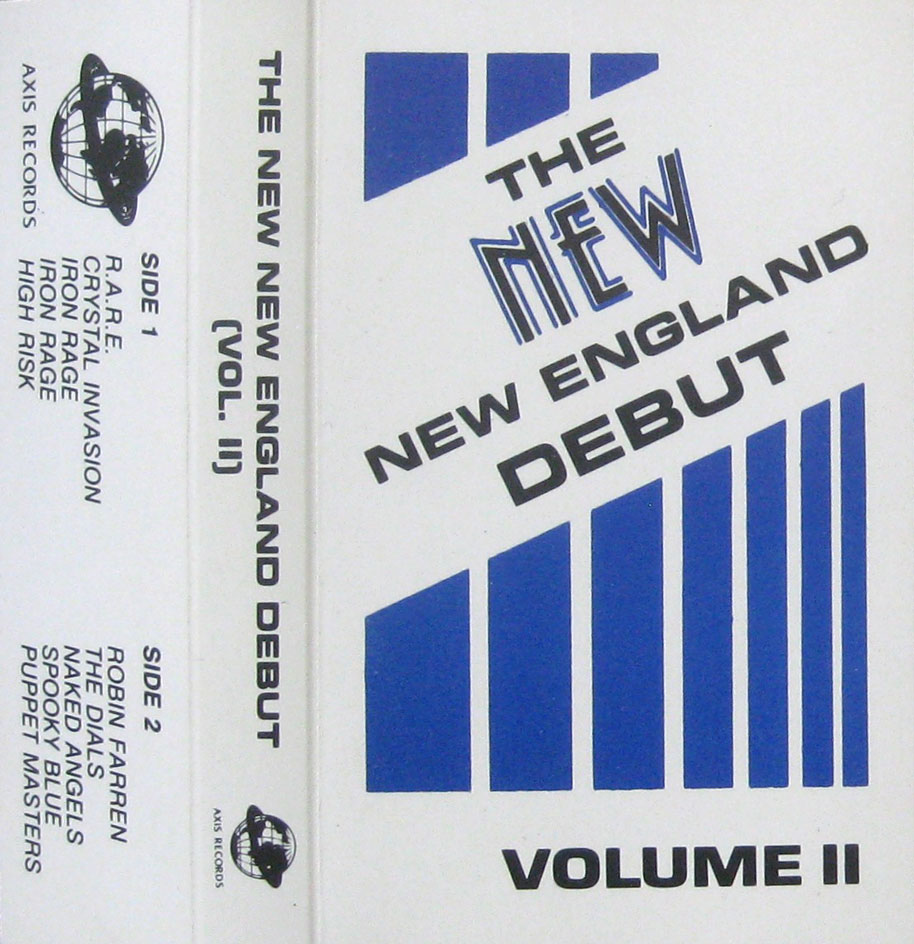 AXIS RECORDS
SIDE 1
R.A.R.E.
CRYSTAL INVASION
IRON RAGE
IRON RAGE
HIGH RISK
SIDE 2
ROBIN FARREN
THE DIALS
NAKED ANGELS
SPOOKY BLUE
PUPPET MASTERS
THE NEW NEW ENGLAND DEBUT
(VOL. II)
AXIS RECORDS
THE
NEW
NEW ENGLAND
DEBUT
VOLUME II